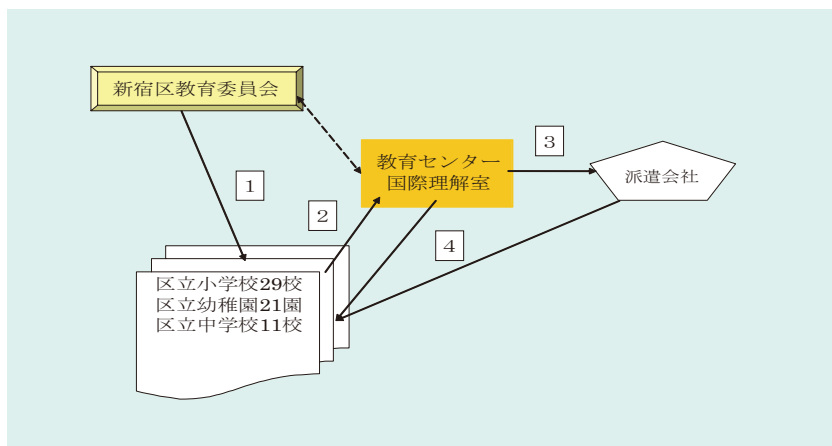 新宿区教育委員会
教育センター
国際理解室
3
派遣会社
1
2
4
区立小学校29校
区立幼稚園21園
区立中学校11校